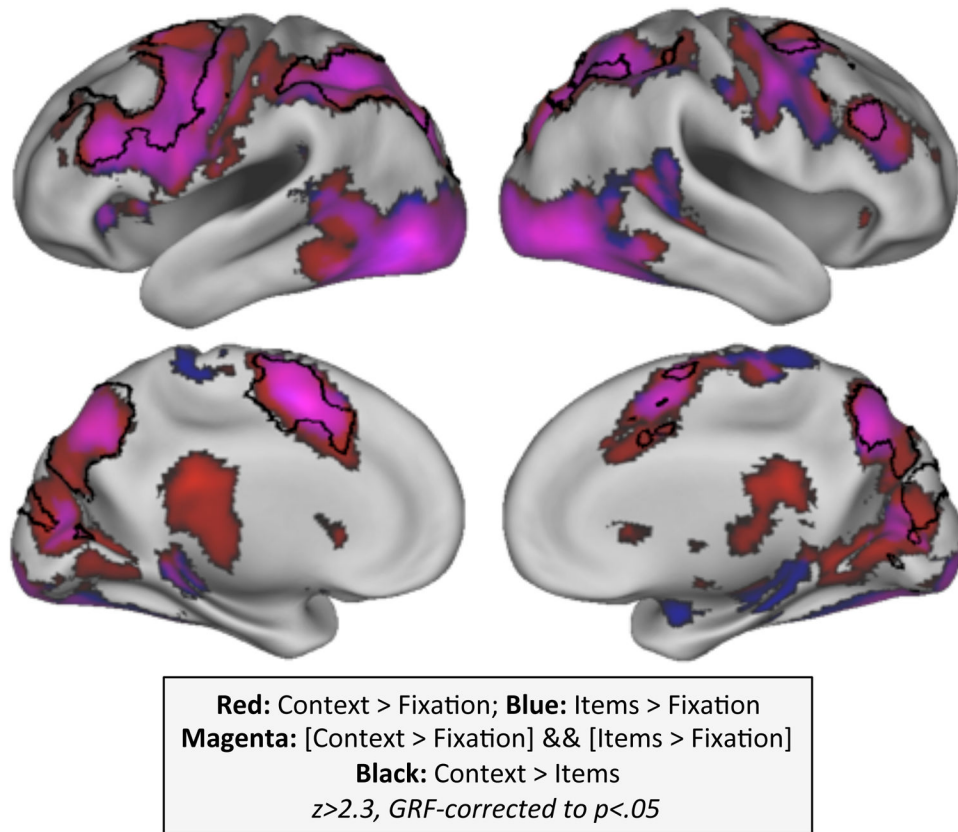 Red: Context > Fixation; Blue: Items > Fixation
Magenta: [Context > Fixation] && [Items > Fixation]
Black: Context > Items
z>2.3, GRF-corrected to p<.05